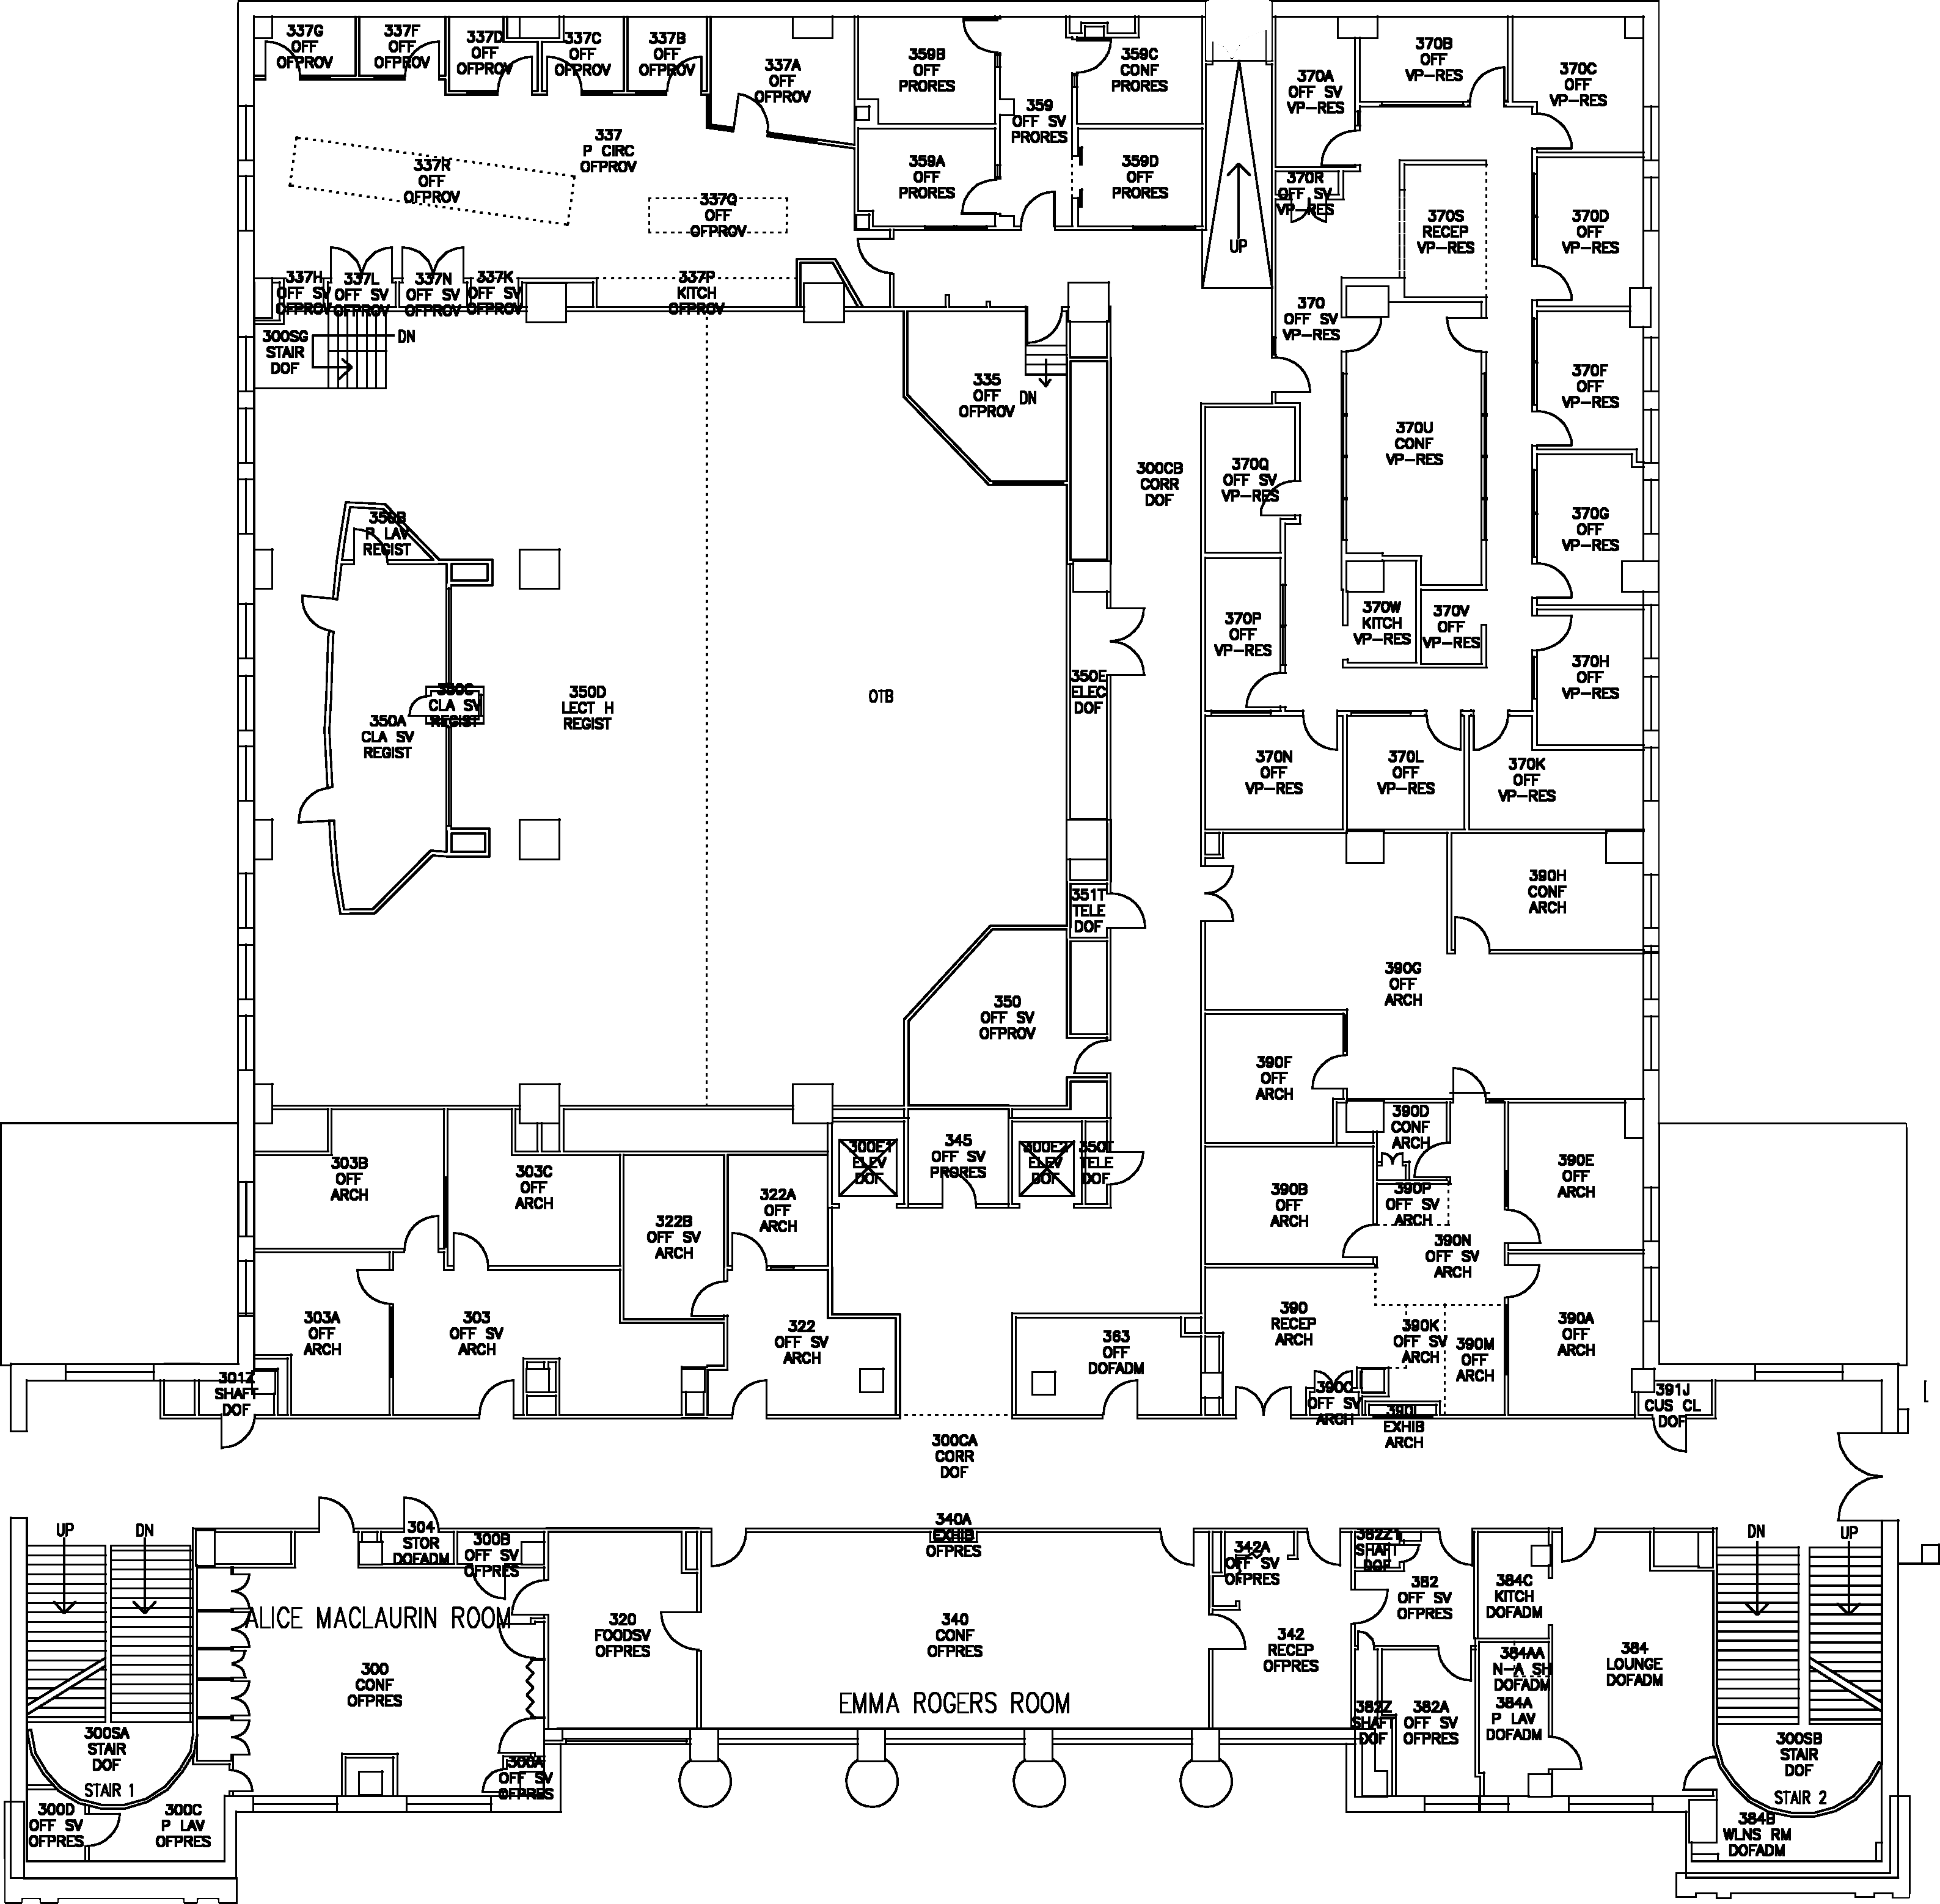 337G
OFF
OFPROV
337F
OFF
OFPROV
337D
OFF
OFPROV
337C
OFF
OFPROV
337B
OFF
OFPROV
337A
OFF
OFPROV
359B
OFF
PRORES
359
OFF SV
PRORES
359C
CONF
PRORES
370A
OFF SV
VP-RES
370B
OFF
VP-RES
370C
OFF
VP-RES
337
P CIRC
OFPROV
337R
OFF
OFPROV
337Q
OFF
OFPROV
359A
OFF
PRORES
359D
OFF
PRORES
UP
370R
OFF SV
VP-RES
370S
RECEP
VP-RES
370D
OFF
VP-RES
337H
OFF SV
OFPROV
337L
OFF SV
OFPROV
337N
OFF SV
OFPROV
337K
OFF SV
OFPROV
337P
KITCH
OFPROV
370
OFF SV
VP-RES
300SG
STAIR
DOF
DN
335
OFF
OFPROV
DN
370F
OFF
VP-RES
370U
CONF
VP-RES
300CB
CORR
DOF
370Q
OFF SV
VP-RES
350B
P LAV
REGIST
370G
OFF
VP-RES
370P
OFF
VP-RES
370W
KITCH
VP-RES
370V
OFF
VP-RES
370H
OFF
VP-RES
350C
CLA SV
REGIST
350A
CLA SV
REGIST
350D
LECT H
REGIST
OTB
350E
ELEC
DOF
370N
OFF
VP-RES
370L
OFF
VP-RES
370K
OFF
VP-RES
351T
TELE
DOF
390H
CONF
ARCH
390G
OFF
ARCH
350
OFF SV
OFPROV
390F
OFF
ARCH
390D
CONF
ARCH
300E1
ELEV
DOF
345
OFF SV
PRORES
300E2
ELEV
DOF
350T
TELE
DOF
303B
OFF
ARCH
303C
OFF
ARCH
322B
OFF SV
ARCH
322A
OFF
ARCH
390B
OFF
ARCH
390P
OFF SV
ARCH
390E
OFF
ARCH
390N
OFF SV
ARCH
303A
OFF
ARCH
303
OFF SV
ARCH
322
OFF SV
ARCH
363
OFF
DOFADM
390
RECEP
ARCH
390K
OFF SV
ARCH
390M
OFF
ARCH
390A
OFF
ARCH
301Z
SHAFT
DOF
OFF SV
ARCH
EXHIB
ARCH
391J
CUS CL
DOF
300CA
CORR
DOF
UP
DN
304
STOR
DOFADM
300B
OFF SV
OFPRES
340A
EXHIB
OFPRES
342A
OFF SV
OFPRES
382Z1
SHAFT
DOF
DN
UP
382
OFF SV
OFPRES
384C
KITCH
DOFADM
ALICE MACLAURIN ROOM
320
FOODSV
OFPRES
340
CONF
OFPRES
342
RECEP
OFPRES
384
LOUNGE
DOFADM
300
CONF
OFPRES
384AA
N-A SH
DOFADM
EMMA ROGERS ROOM
382Z
SHAFT
DOF
382A
OFF SV
OFPRES
384A
P LAV
DOFADM
300SA
STAIR
DOF
STAIR 1
300A
OFF SV
OFPRES
300SB
STAIR
DOF
STAIR 2
300D
OFF SV
OFPRES
300C
P LAV
OFPRES
384B
WLNS RM
DOFADM